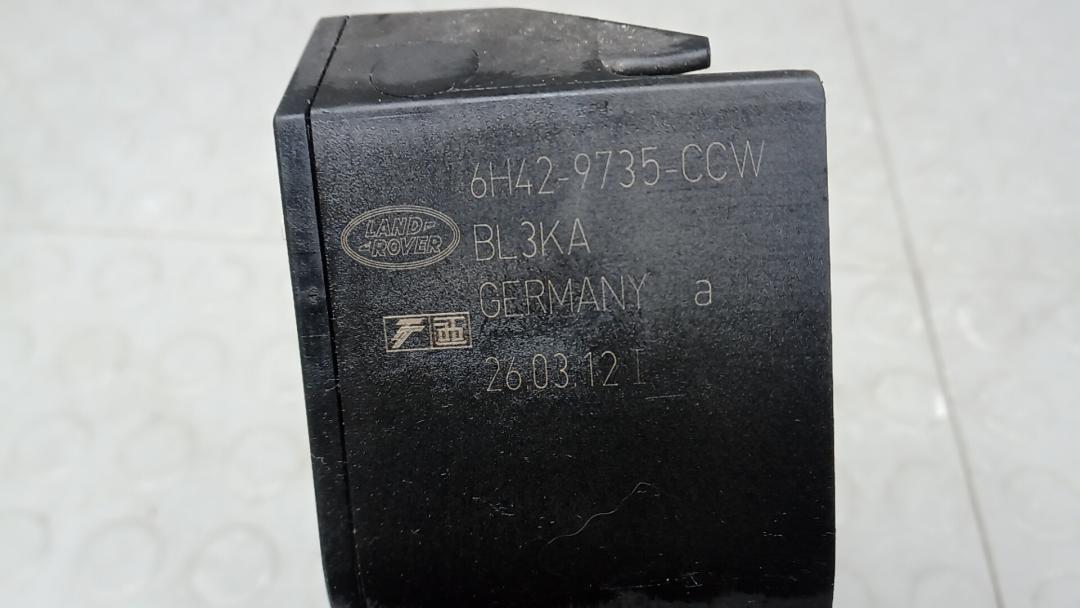 6H42-9735-CCW
LAND-
-ROVER
BL3KA
GERMANY a
26.03.12 I